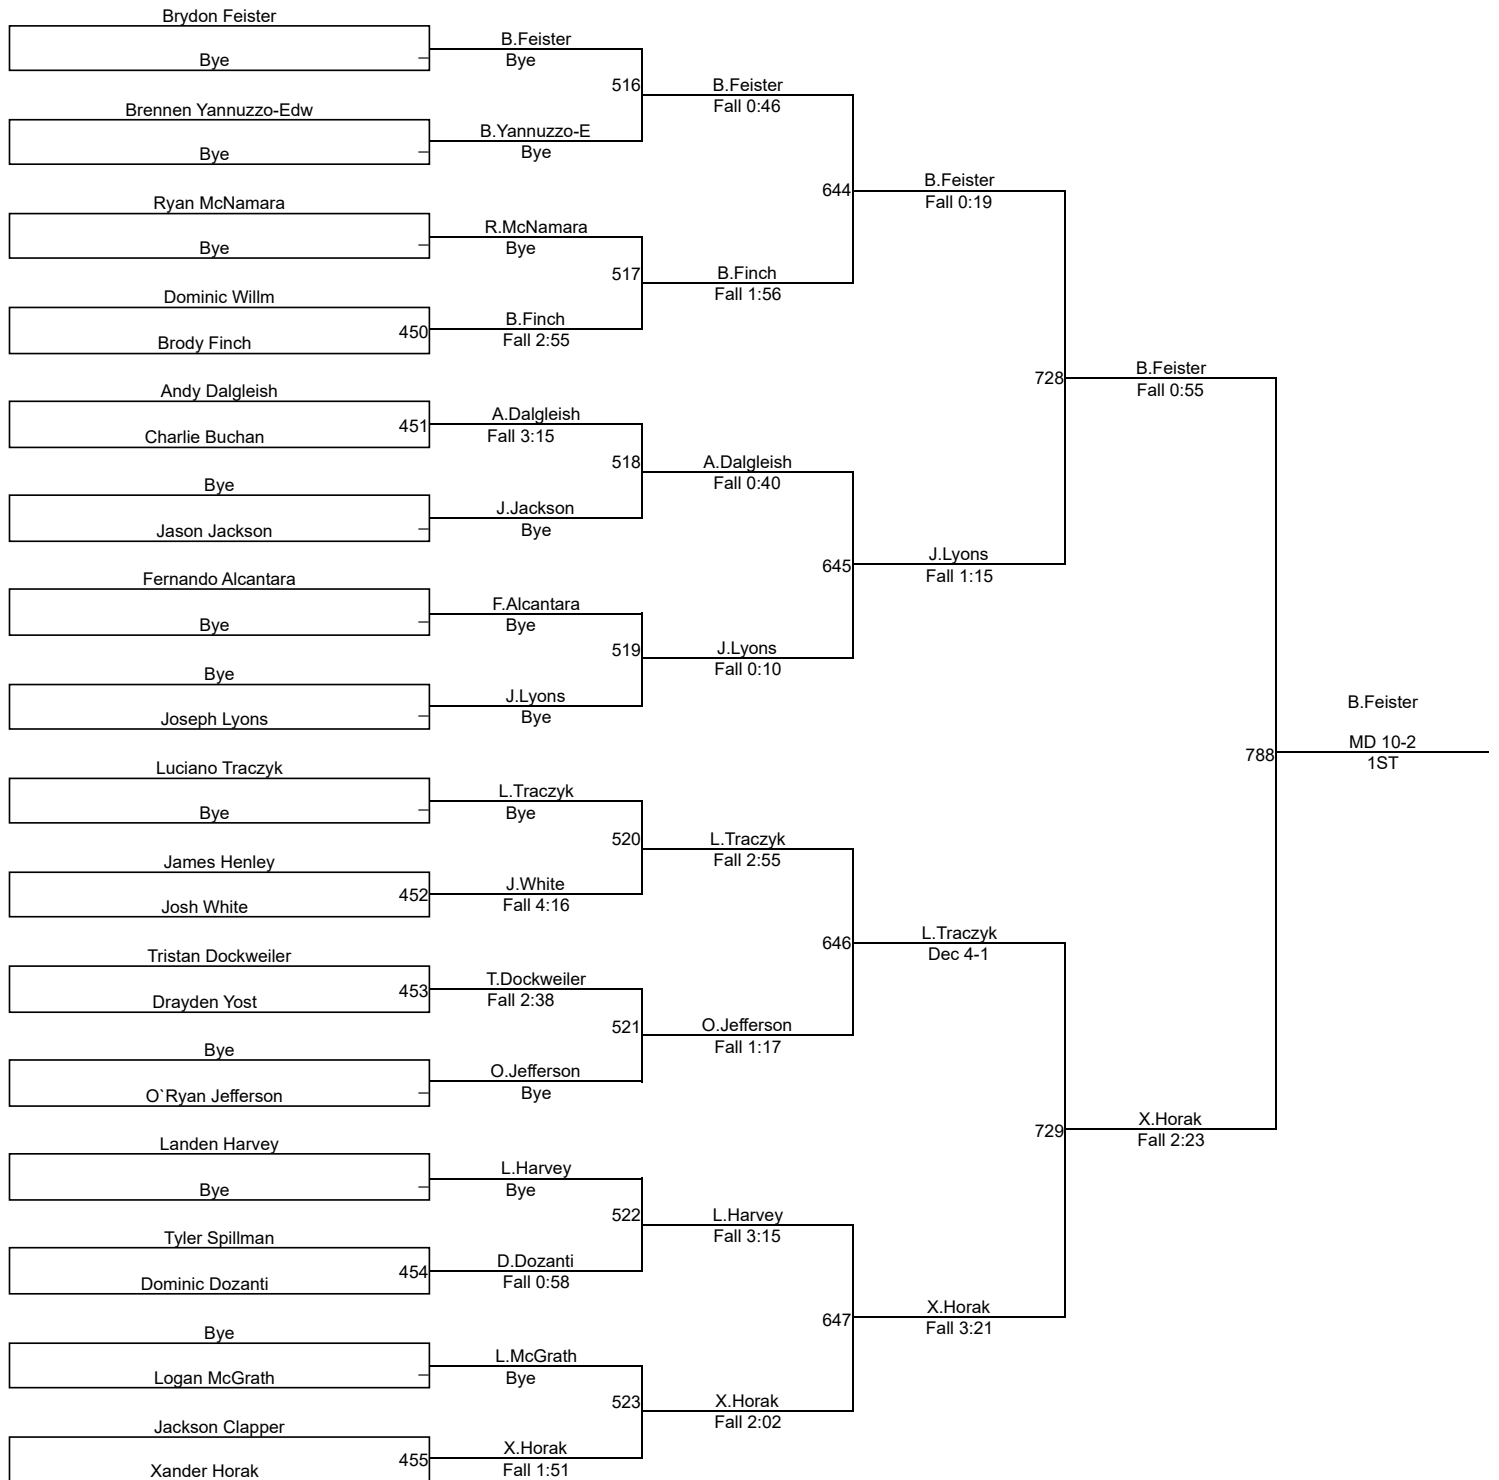 Brydon Feister
Bye
B.Feister
Bye
516
B.Feister
Fall 0:46
Brennen Yannuzzo-Edw
Bye
B.Yannuzzo-E
Bye
644
B.Feister
Fall 0:19
Ryan McNamara
Bye
R.McNamara
Bye
517
B.Finch
Fall 1:56
Dominic Willm
Brody Finch
450
B.Finch
Fall 2:55
728
B.Feister
Fall 0:55
Andy Dalgleish
Charlie Buchan
451
A.Dalgleish
Fall 3:15
518
A.Dalgleish
Fall 0:40
Bye
Jason Jackson
J.Jackson
Bye
645
J.Lyons
Fall 1:15
Fernando Alcantara
Bye
F.Alcantara
Bye
519
J.Lyons
Fall 0:10
Bye
Joseph Lyons
J.Lyons
Bye
788
B.Feister
MD 10-2
1ST
Luciano Traczyk
Bye
L.Traczyk
Bye
520
L.Traczyk
Fall 2:55
James Henley
Josh White
452
J.White
Fall 4:16
646
L.Traczyk
Dec 4-1
Tristan Dockweiler
Drayden Yost
453
T.Dockweiler
Fall 2:38
521
O.Jefferson
Fall 1:17
Bye
O`Ryan Jefferson
O.Jefferson
Bye
729
X.Horak
Fall 2:23
Landen Harvey
Bye
L.Harvey
Bye
522
L.Harvey
Fall 3:15
Tyler Spillman
Dominic Dozanti
454
D.Dozanti
Fall 0:58
647
X.Horak
Fall 3:21
Bye
Logan McGrath
L.McGrath
Bye
523
X.Horak
Fall 2:02
Jackson Clapper
Xander Horak
455
X.Horak
Fall 1:51